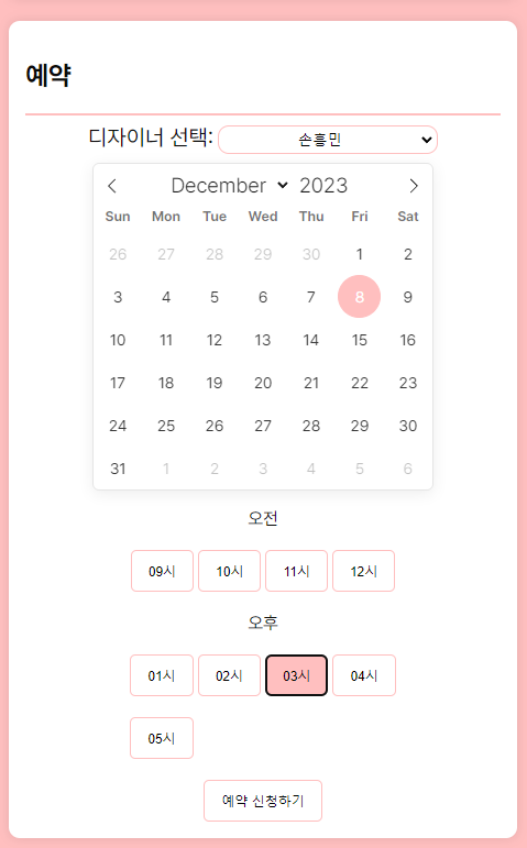 예약
디자이너 선택: 손흥민
December 2023
Sun Mon Tue Wed Thu Fri Sat
26 27 28 29 30 1 2
3 4 5 6 7 8 9
10 11 12 13 14 15 16
17 18 19 20 21 22 23
24 25 26 27 28 29 30
31 1 2 3 4 5 6
오전
09시 10시 11시 12시
오후
01시 02시 03시 04시
05시
예약 신청하기